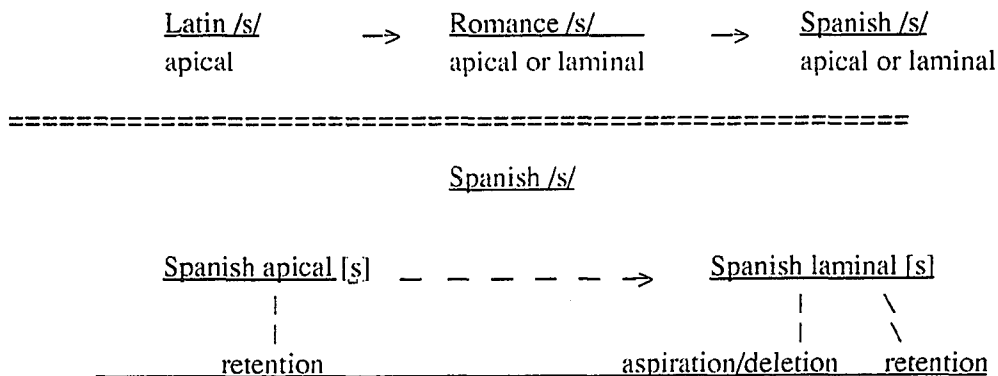 Latin /s/ → Romance /s/ → Spanish /s/
apical apical or laminal apical or laminal
=====================================================
Spanish /s/
Spanish apical [s] — — — — — — → Spanish laminal [s]
retention aspiration/deletion retention